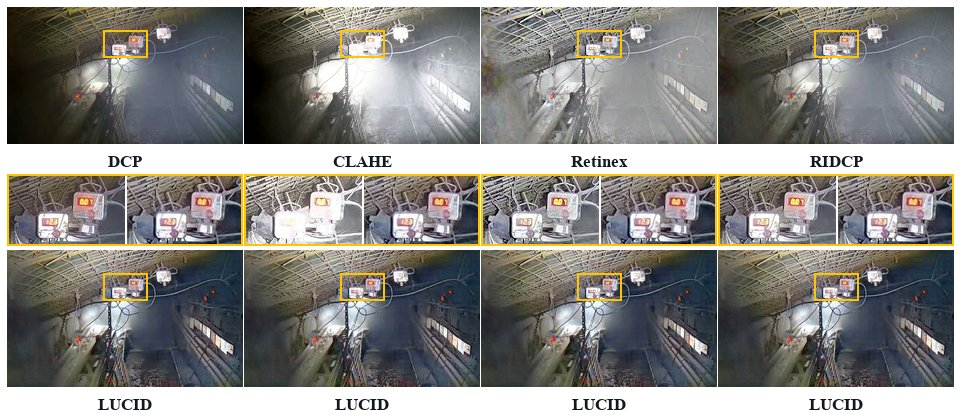 DCP CLAHE Retinex RIDCP
LUCID LUCID LUCID LUCID